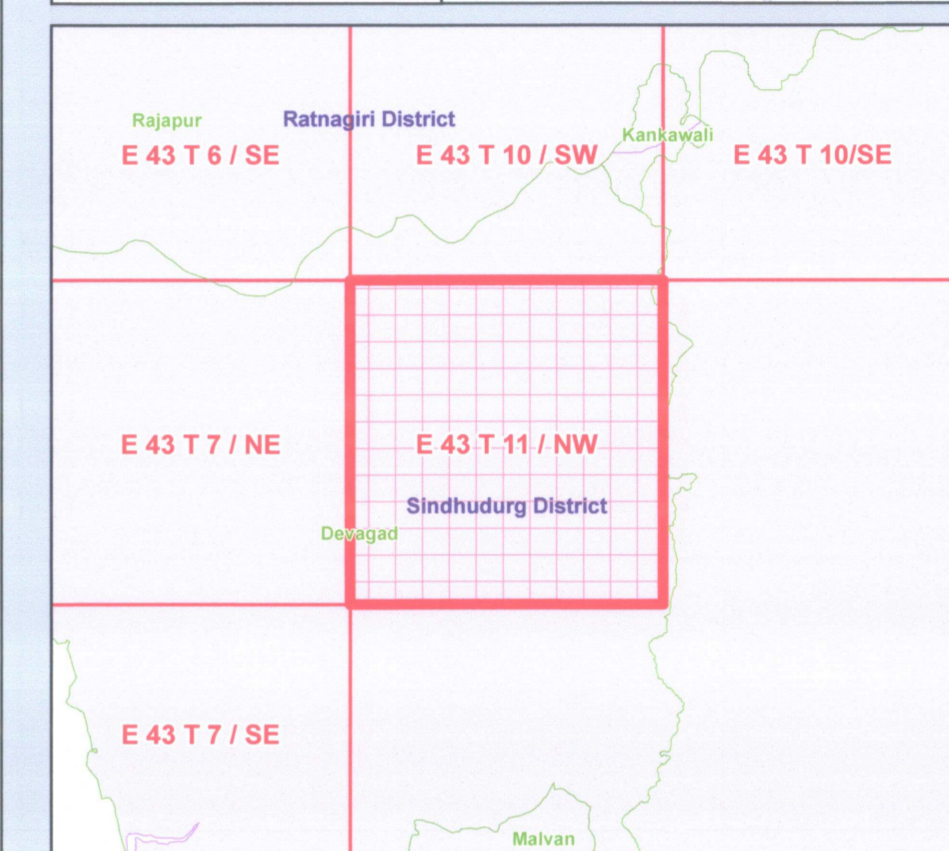 Rajapur
Ratnagiri District
Kankawali
E 43 T 6 / SE
E 43 T 10 / SW
E 43 T 10/SE
E 43 T 7 / NE
E 43 T 11 / NW
Sindhudurg District
Devagad
E 43 T 7 / SE
Malvan